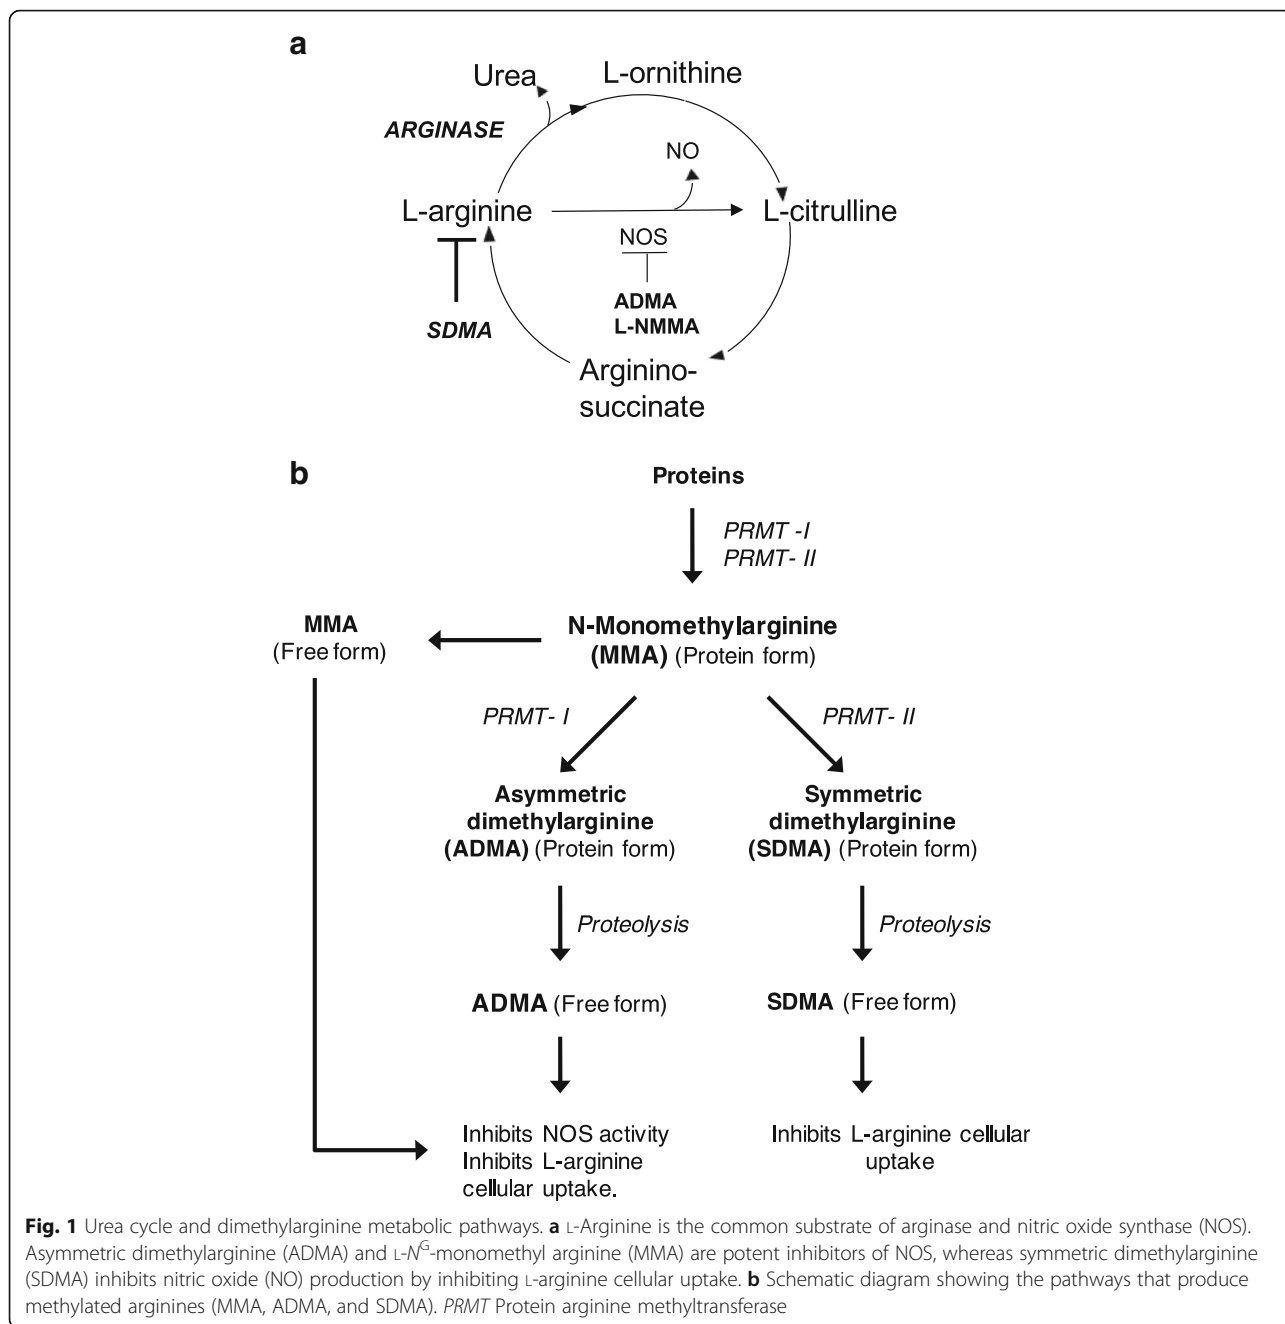 a
Urea
L-ornithine
ARGINASE
NO
L-arginine
L-citrulline
NOS
ADMA
L-NMMA
SDMA
Arginino-
succinate
b
Proteins
PRMT -I
PRMT- II
MMA
(Free form)
N-Monomethylarginine
(MMA) (Protein form)
PRMT- I
PRMT- II
Asymmetric
dimethylarginine
(ADMA) (Protein form)
Symmetric
dimethylarginine
(SDMA) (Protein form)
Proteolysis
Proteolysis
ADMA (Free form)
SDMA (Free form)
Inhibits NOS activity
Inhibits L-arginine
cellular uptake.
Inhibits L-arginine cellular
uptake
Fig. 1 Urea cycle and dimethylarginine metabolic pathways. a L-Arginine is the common substrate of arginase and nitric oxide synthase (NOS).
Asymmetric dimethylarginine (ADMA) and L-N^G-monomethyl arginine (MMA) are potent inhibitors of NOS, whereas symmetric dimethylarginine
(SDMA) inhibits nitric oxide (NO) production by inhibiting L-arginine cellular uptake. b Schematic diagram showing the pathways that produce
methylated arginines (MMA, ADMA, and SDMA). PRMT Protein arginine methyltransferase